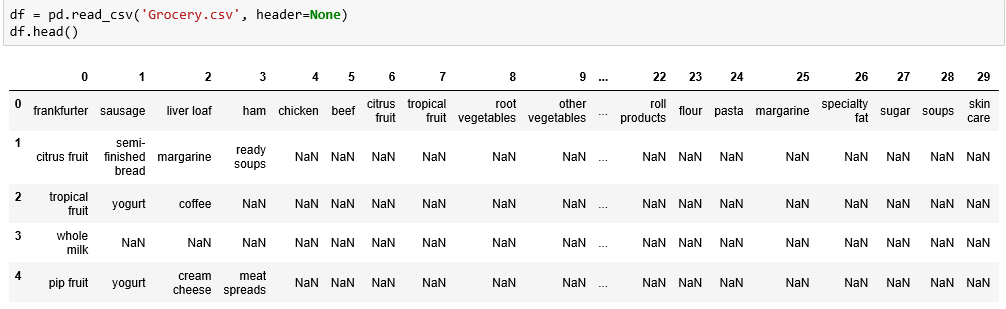 df = pd.read_csv('Grocery.csv', header=None)
df.head()
0 1 2 3 4 5 6 7 8 9 ... 22 23 24 25 26 27 28 29
0 frankfurter sausage liver loaf ham chicken beef citrus fruit tropical fruit root vegetables other vegetables ... roll products flour pasta margarine specialty fat sugar soups skin care
1 citrus fruit semi-finished bread margarine ready soups NaN NaN NaN NaN NaN NaN ... NaN NaN NaN NaN NaN NaN NaN NaN
2 tropical fruit yogurt coffee NaN NaN NaN NaN NaN NaN NaN ... NaN NaN NaN NaN NaN NaN NaN NaN
3 whole milk NaN NaN NaN NaN NaN NaN NaN NaN NaN ... NaN NaN NaN NaN NaN NaN NaN NaN
4 pip fruit yogurt cream cheese meat spreads NaN NaN NaN NaN NaN NaN ... NaN NaN NaN NaN NaN NaN NaN NaN